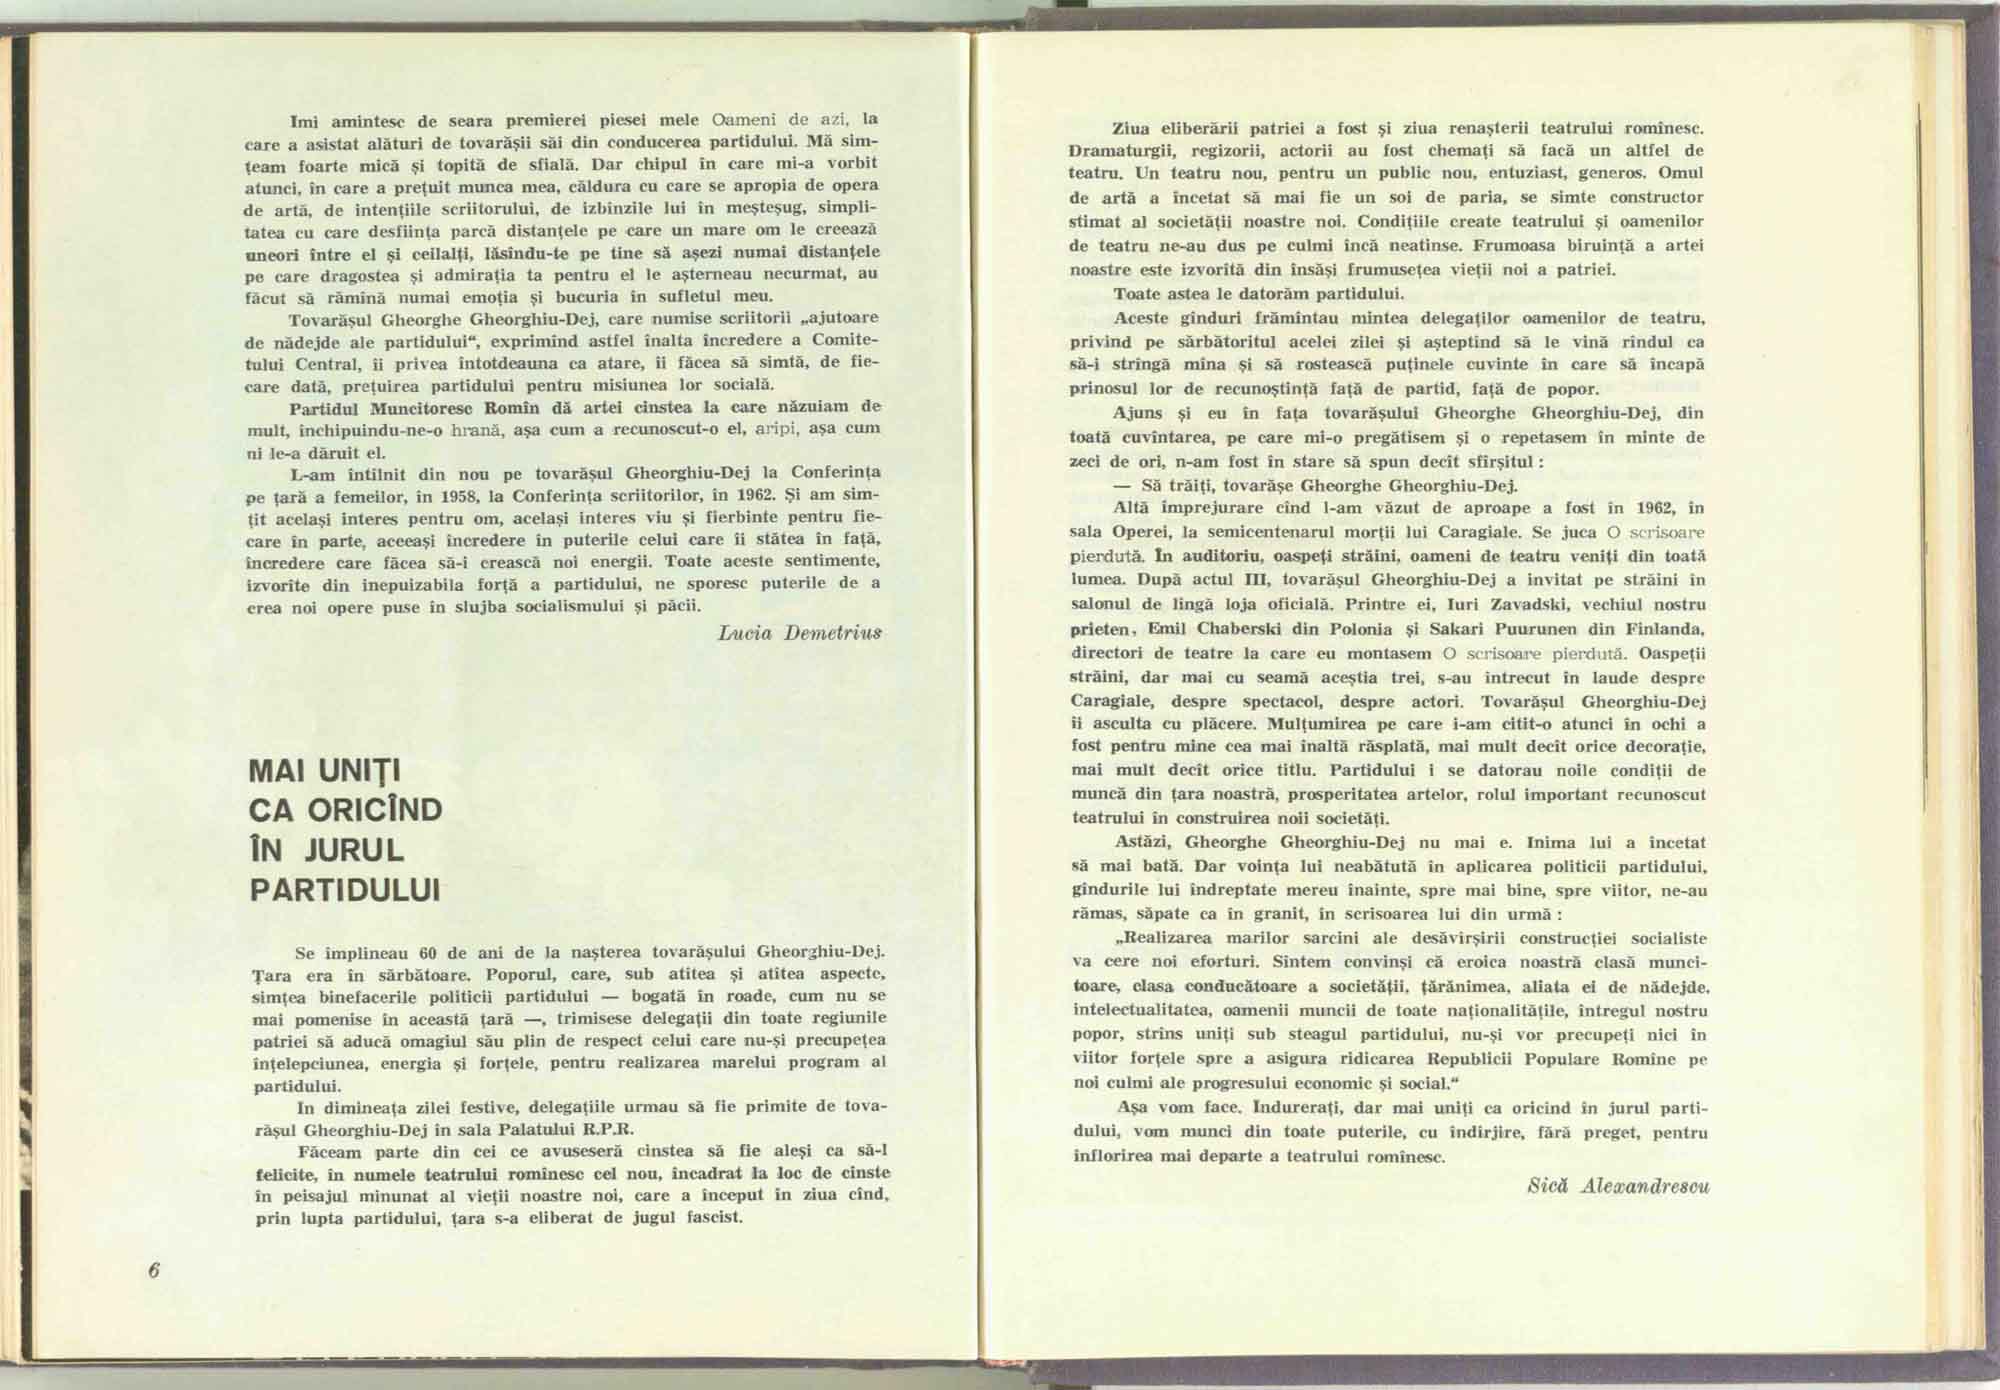 Imi amintesc de seara premierei piesei mele Oameni de azi, la
care a asistat alături de tovarășii săi din conducerea partidului. Mă sim-
țeam foarte mică și topită de sfială. Dar chipul în care mi-a vorbit
atunci, în care a prețuit munca mea, căldura cu care se apropia de opera
de artă, de intențiile scriitorului, de izbînzile lui în meșteșug, simpli-
tatea cu care desființa parcă distanțele pe care un mare om le creează
uneori între el și ceilalți, lăsîndu-te pe tine să așezi numai distanțele
pe care dragostea și admirația ta pentru el le așterneau necurmat, au
făcut să rămînă numai emoția și bucuria în sufletul meu.
Tovarășul Gheorghe Gheorghiu-Dej, care numise scriitorii „ajutoare
de nădejde ale partidului“, exprimînd astfel înalta încredere a Comite-
tului Central, îi privea întotdeauna ca atare, îi făcea să simtă, de fie-
care dată, prețuirea partidului pentru misiunea lor socială.
Partidul Muncitoresc Romîn dă artei cinstea la care năzuiam de
mult, închipuindu-ne-o hrană, așa cum a recunoscut-o el, aripi, așa cum
ni le-a dăruit el.
L-am întîlnit din nou pe tovarășul Gheorghiu-Dej la Conferința
pe țară a femeilor, în 1958, la Conferința scriitorilor, în 1962. Și am sim-
țit același interes pentru om, același interes viu și fierbinte pentru fie-
care în parte, aceeași încredere în puterile celui care îi stătea în față,
încredere care făcea să-i crească noi energii. Toate aceste sentimente,
izvorîte din inepuizabila forță a partidului, ne sporesc puterile de a
crea noi opere puse în slujba socialismului și păcii.
Lucia Demetrius
MAI UNIȚI
CA ORICÎND
ÎN JURUL
PARTIDULUI
Se împlineau 60 de ani de la nașterea tovarășului Gheorghiu-Dej.
Țara era în sărbătoare. Poporul, care, sub atîtea și atîtea aspecte,
simțea binefacerile politicii partidului — bogată în roade, cum nu se
mai pomenise în această țară —, trimisese delegații din toate regiunile
patriei să aducă omagiul său plin de respect celui care nu-și precupețea
înțelepciunea, energia și forțele, pentru realizarea marelui program al
partidului.
In dimineața zilei festive, delegațiile urmau să fie primite de tova-
rășul Gheorghiu-Dej în sala Palatului R.P.R.
Făceam parte din cei ce avuseseră cinstea să fie aleși ca să-l
felicite, în numele teatrului romînesc cel nou, încadrat la loc de cinste
în peisajul minunat al vieții noastre noi, care a început în ziua cînd,
prin lupta partidului, țara s-a eliberat de jugul fascist.
6
Ziua eliberării patriei a fost și ziua renașterii teatrului romînesc.
Dramaturgii, regizorii, actorii au fost chemați să facă un altfel de
teatru. Un teatru nou, pentru un public nou, entuziast, generos. Omul
de artă a încetat să mai fie un soi de paria, se simte constructor
stimat al societății noastre noi. Condițiile create teatrului și oamenilor
de teatru ne-au dus pe culmi încă neatinse. Frumoasa biruință a artei
noastre este izvorîtă din însăși frumusețea vieții noi a patriei.
Toate astea le datorăm partidului.
Aceste gînduri frămîntau mintea delegaților oamenilor de teatru,
privind pe sărbătoritul acelei zilei și așteptînd să le vină rîndul ca
să-i strîngă mîna și să rostească puținele cuvinte în care să încapă
prinosul lor de recunoștință față de partid, față de popor.
Ajuns și eu în fața tovarășului Gheorghe Gheorghiu-Dej, din
toată cuvîntarea, pe care mi-o pregătisem și o repetasem în minte de
zeci de ori, n-am fost în stare să spun decît sfîrșitul :
— Să trăiți, tovarășe Gheorghe Gheorghiu-Dej.
Altă împrejurare cînd l-am văzut de aproape a fost în 1962, în
sala Operei, la semicentenarul morții lui Caragiale. Se juca O scrisoare
pierdută. În auditoriu, oaspeți străini, oameni de teatru veniți din toată
lumea. După actul III, tovarășul Gheorghiu-Dej a invitat pe străini în
salonul de lîngă loja oficială. Printre ei, Iuri Zavadski, vechiul nostru
prieten, Emil Chaberski din Polonia și Sakari Puurunen din Finlanda,
directori de teatre la care eu montasem O scrisoare pierdută. Oaspeții
străini, dar mai cu seamă aceștia trei, s-au întrecut în laude despre
Caragiale, despre spectacol, despre actori. Tovarășul Gheorghiu-Dej
îi asculta cu plăcere. Mulțumirea pe care i-am citit-o atunci în ochi a
fost pentru mine cea mai înaltă răsplată, mai mult decît orice decorație,
mai mult decît orice titlu. Partidului i se datorau noile condiții de
muncă din țara noastră, prosperitatea artelor, rolul important recunoscut
teatrului în construirea noii societăți.
Astăzi, Gheorghe Gheorghiu-Dej nu mai e. Inima lui a încetat
să mai bată. Dar voința lui neabătută în aplicarea politicii partidului,
gîndurile lui îndreptate mereu înainte, spre mai bine, spre viitor, ne-au
rămas, săpate ca în granit, în scrisoarea lui din urmă :
„Realizarea marilor sarcini ale desăvîrșirii construcției socialiste
va cere noi eforturi. Sîntem convinși că eroica noastră clasă munci-
toare, clasa conducătoare a societății, țărănimea, aliata ei de nădejde,
intelectualitatea, oamenii muncii de toate naționalitățile, întregul nostru
popor, strîns uniți sub steagul partidului, nu-și vor precupeți nici în
viitor forțele spre a asigura ridicarea Republicii Populare Romîne pe
noi culmi ale progresului economic și social.“
Așa vom face. Indurerați, dar mai uniți ca oricînd în jurul parti-
dului, vom munci din toate puterile, cu îndîrjire, fără preget, pentru
înflorirea mai departe a teatrului romînesc.
Sică Alexandrescu